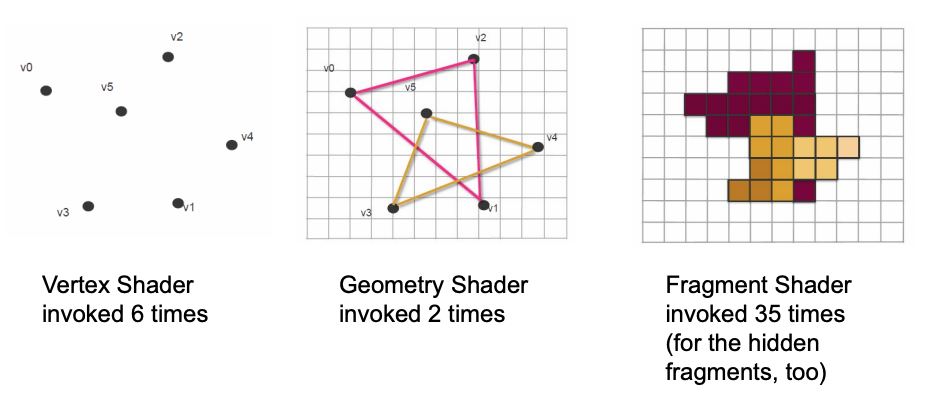 v0
v2
v5
v4
v3
v1
v0
v2
v5
v4
v3
v1
Vertex Shader
invoked 6 times
Geometry Shader
invoked 2 times
Fragment Shader
invoked 35 times
(for the hidden
fragments, too)